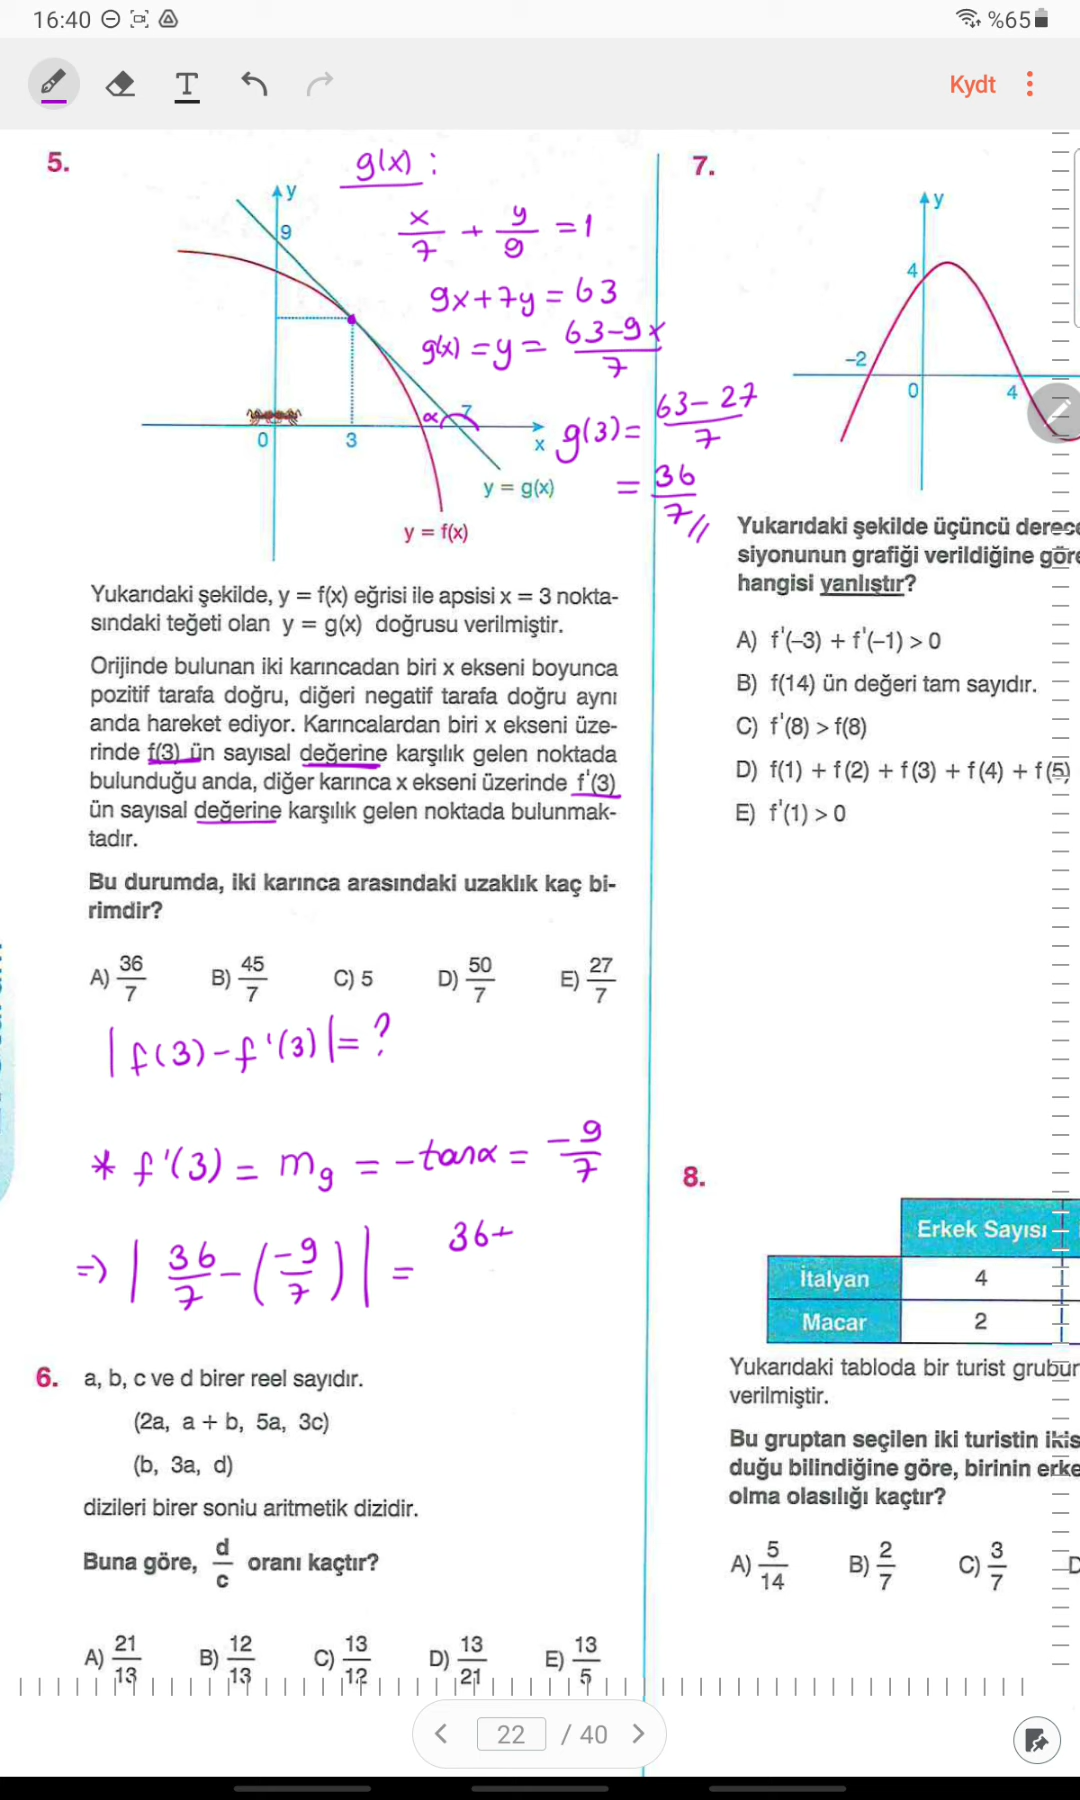 16:40
%65
T
Kydt
5.
g(x) :
y
9
x/7 + y/9 = 1
9x+7y = 63
g(x) = y = 63-9x/7
α
7
0
3
x
g(3) = 63-27/7
= 36/7 //
y = g(x)
y = f(x)
Yukarıdaki şekilde, y = f(x) eğrisi ile apsisi x = 3 nokta-
sındaki teğeti olan y = g(x) doğrusu verilmiştir.
Orijinde bulunan iki karıncadan biri x ekseni boyunca
pozitif tarafa doğru, diğeri negatif tarafa doğru aynı
anda hareket ediyor. Karıncalardan biri x ekseni üze-
rinde f(3) ün sayısal değerine karşılık gelen noktada
bulunduğu anda, diğer karınca x ekseni üzerinde f'(3)
ün sayısal değerine karşılık gelen noktada bulunmak-
tadır.
Bu durumda, iki karınca arasındaki uzaklık kaç bi-
rimdir?
A) 36/7 B) 45/7 C) 5 D) 50/7 E) 27/7
|f(3)-f'(3)|= ?
* f'(3) = mg = -tanα = -9/7
=> | 36/7 - (-9/7) | = 36+
6. a, b, c ve d birer reel sayıdır.
(2a, a + b, 5a, 3c)
(b, 3a, d)
dizileri birer sonlu aritmetik dizidir.
Buna göre, d/c oranı kaçtır?
A) 21/13 B) 12/13 C) 13/12 D) 13/21 E) 13/5
7.
y
4
-2
0
4
Yukarıdaki şekilde üçüncü derece
siyonunun grafiği verildiğine göre
hangisi yanlıştır?
A) f'(-3) + f'(-1) > 0
B) f(14) ün değeri tam sayıdır.
C) f'(8) > f(8)
D) f(1) + f(2) + f(3) + f(4) + f(5)
E) f'(1) > 0
8.
Erkek Sayısı
İtalyan 4
Macar 2
Yukarıdaki tabloda bir turist
verilmiştir.
Bu gruptan seçilen iki turistin
duğu bilindiğine göre, birinin
olma olasılığı kaçtır?
A) 5/14 B) 2/7 C) 3/7
22 / 40